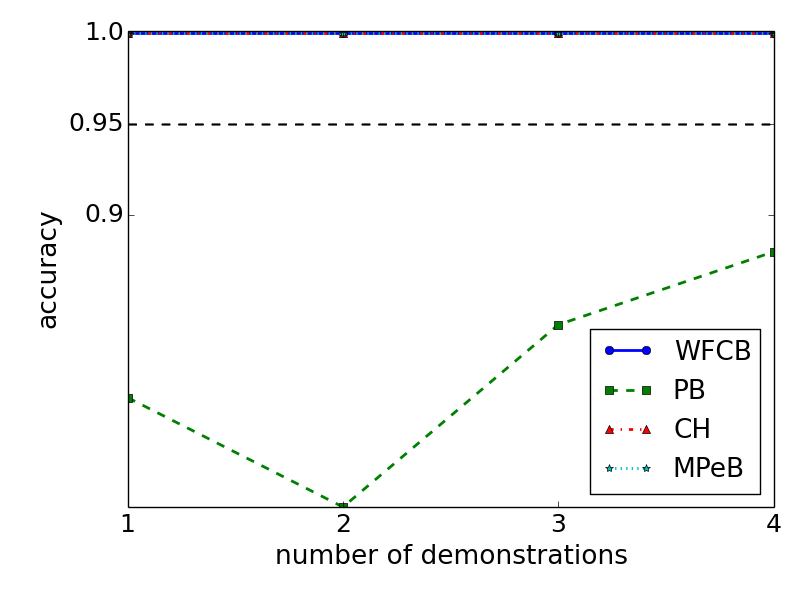 1.0
0.95
0.9
accuracy
WFCB
PB
CH
MPeB
1 2 3 4
number of demonstrations